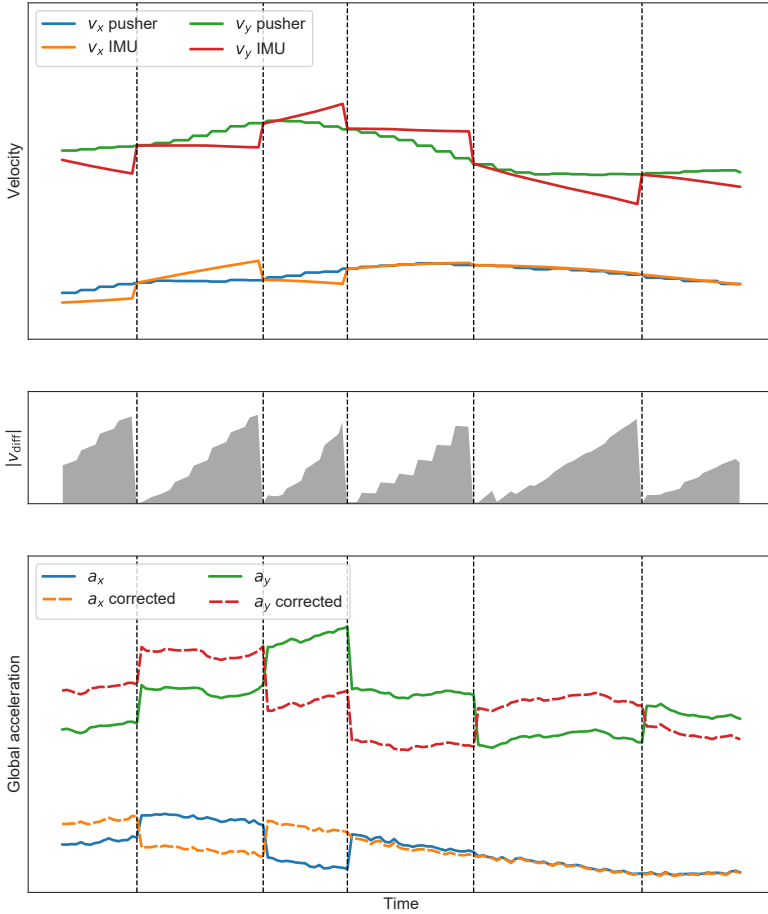 v_x pusher v_y pusher
v_x IMU v_y IMU
Velocity
|v_diff|
a_x a_y
a_x corrected a_y corrected
Global acceleration
Time